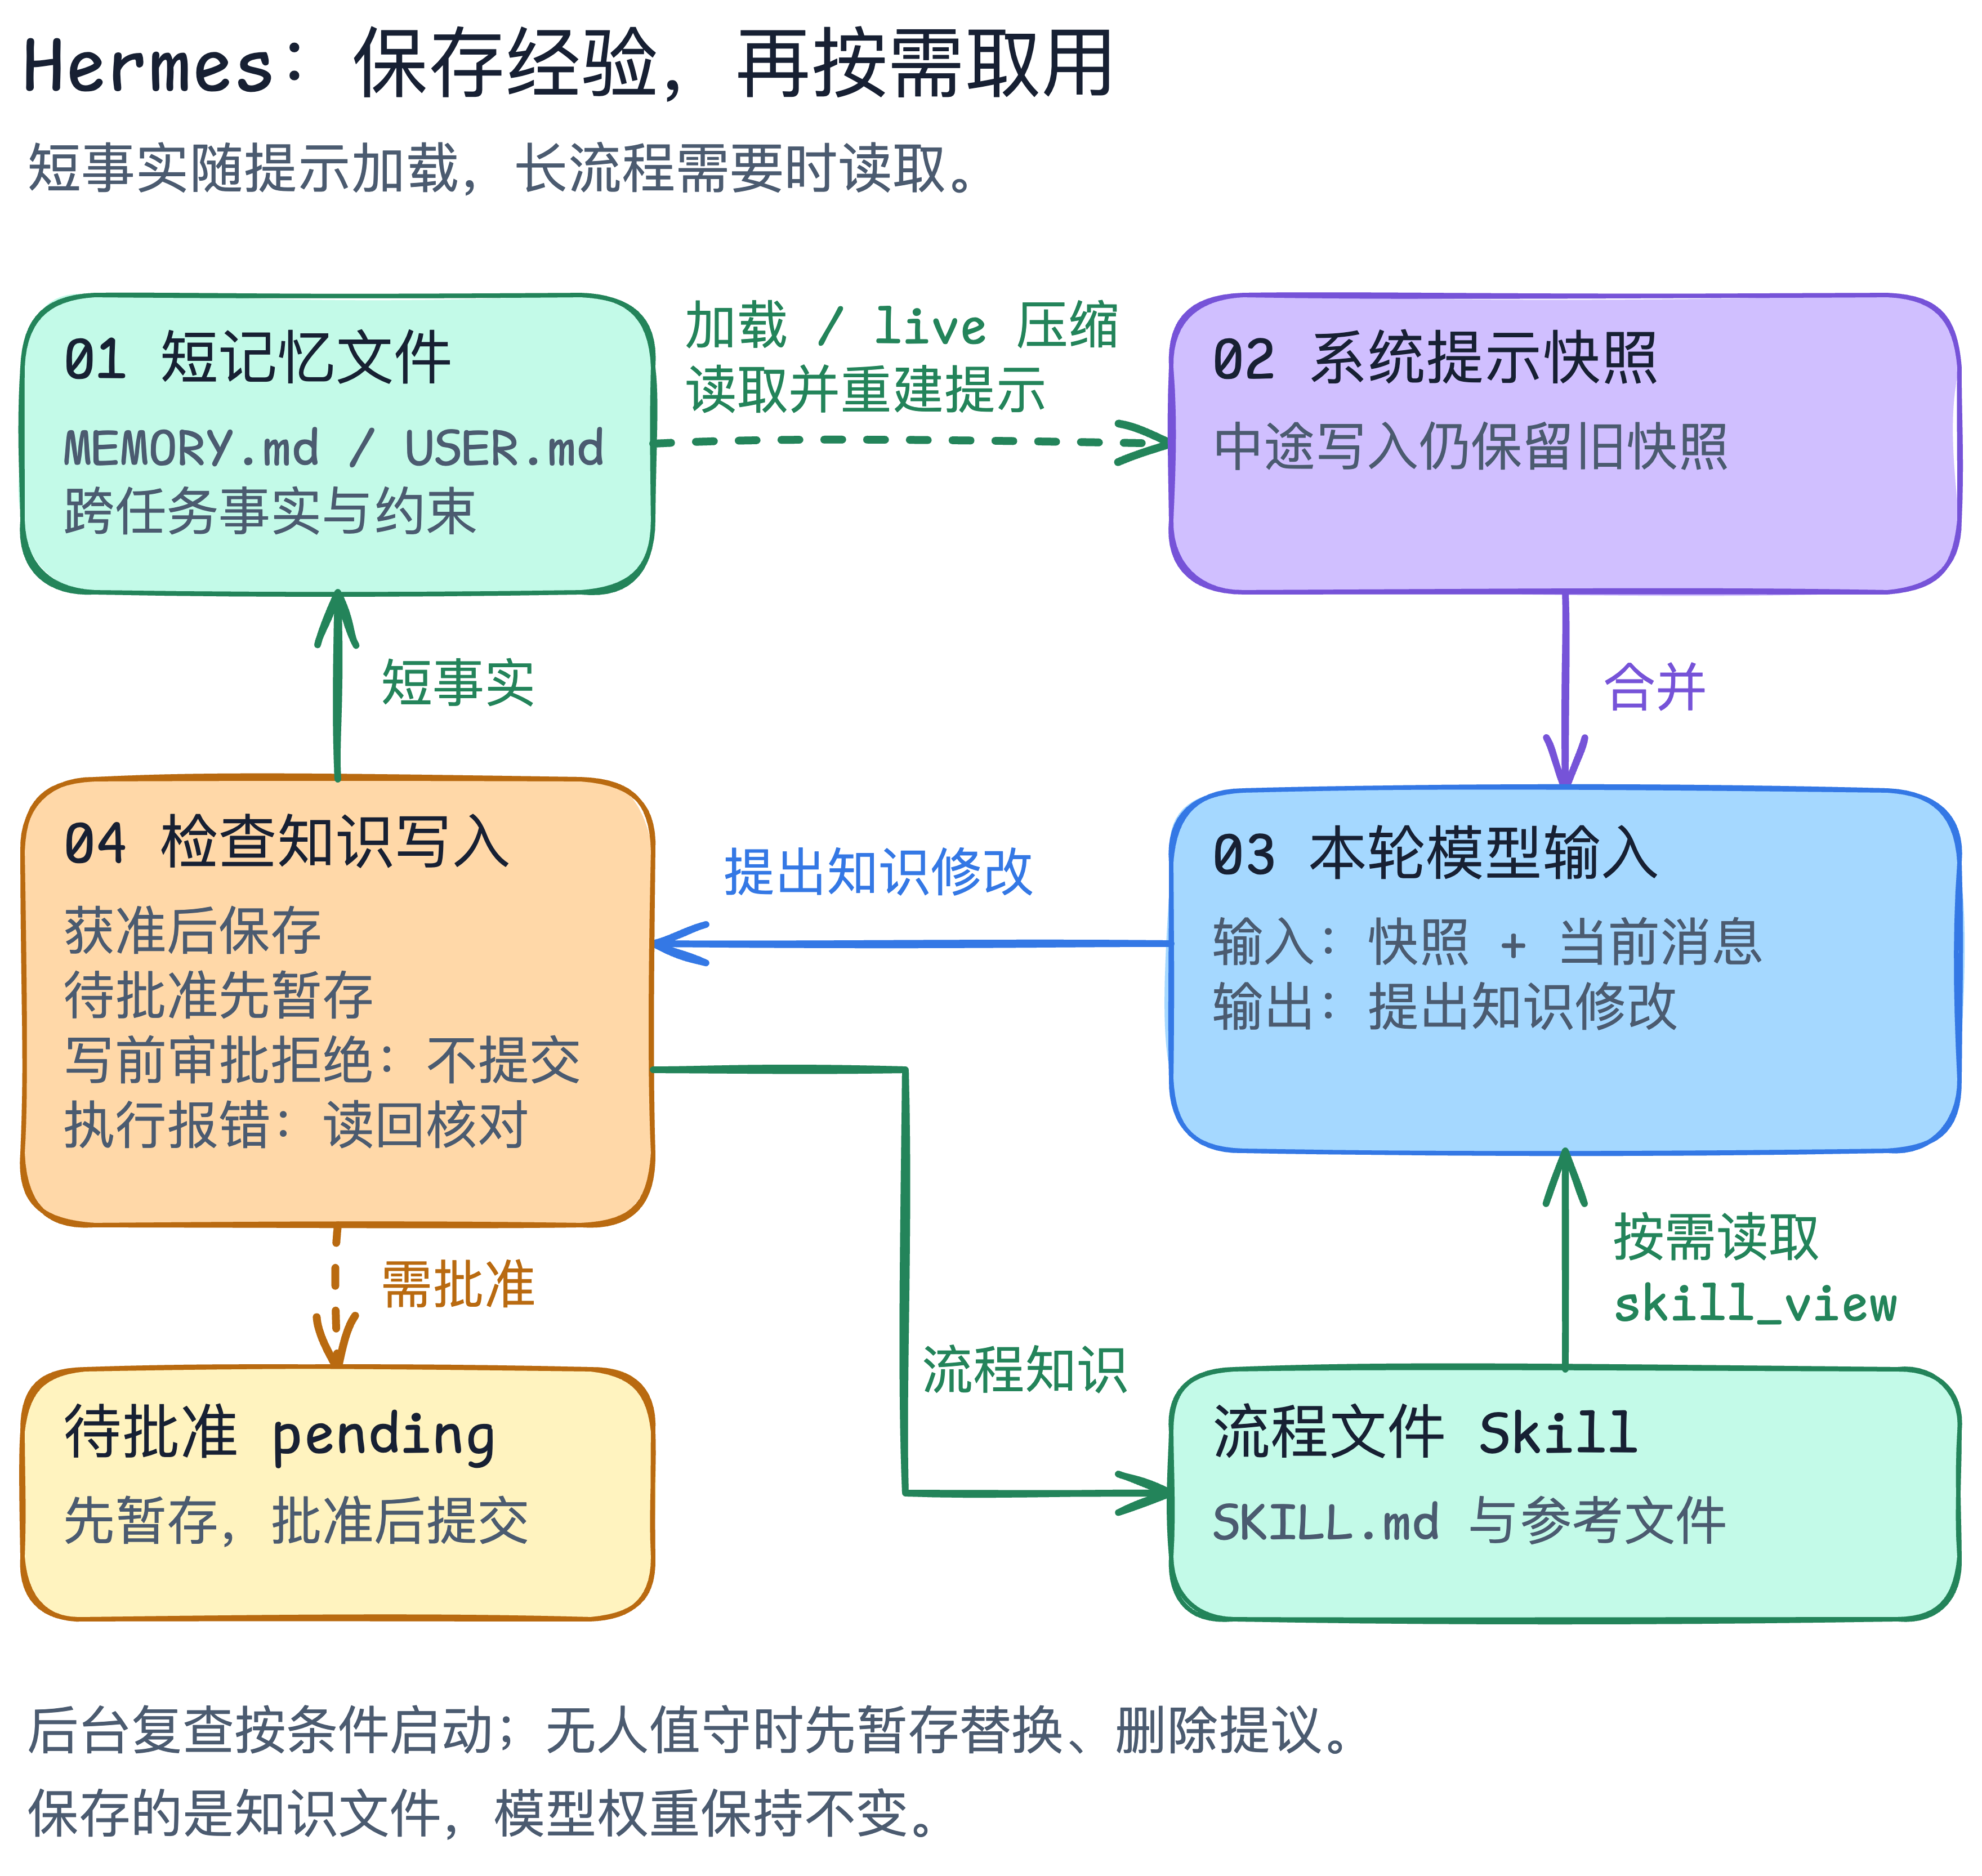 Hermes：保存经验，再按需取用
短事实随提示加载，长流程需要时读取。
01 短记忆文件
MEMORY.md / USER.md
跨任务事实与约束
加载 / live 压缩
读取并重建提示
02 系统提示快照
中途写入仍保留旧快照
短事实
合并
04 检查知识写入
获准后保存
待批准先暂存
写前审批拒绝：不提交
执行报错：读回核对
提出知识修改
03 本轮模型输入
输入：快照 + 当前消息
输出：提出知识修改
需批准
流程知识
按需读取
skill_view
待批准 pending
先暂存，批准后提交
流程文件 Skill
SKILL.md 与参考文件
后台复查按条件启动；无人值守时先暂存替换、删除提议。
保存的是知识文件，模型权重保持不变。